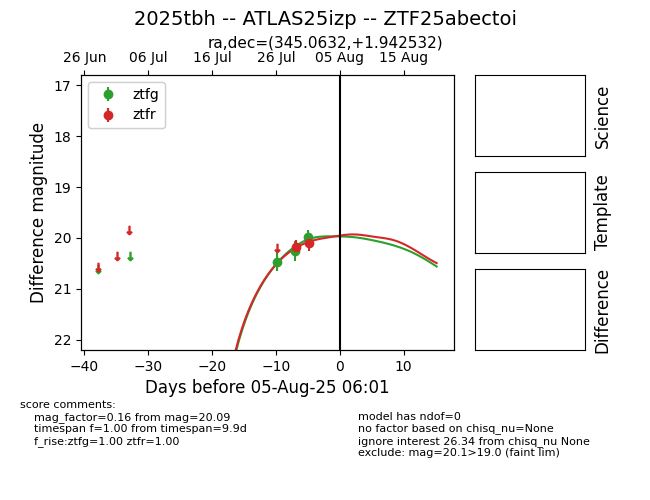 2025tbh -- ATLAS25izp -- ZTF25abectoi
ra,dec=(345.0632,+1.942532)
26 Jun 06 Jul 16 Jul 26 Jul 05 Aug 15 Aug
ztfg
ztfr
17
18
19
20
21
22
Difference magnitude
−40 −30 −20 −10 0 10
Days before 05-Aug-25 06:01
Science
Template
Difference
score comments:
mag_factor=0.16 from mag=20.09
timespan f=1.00 from timespan=9.9d
f_rise:ztfg=1.00 ztfr=1.00
model has ndof=0
no factor based on chisq_nu=None
ignore interest 26.34 from chisq_nu None
exclude: mag=20.1>19.0 (faint lim)